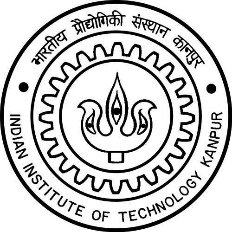 भारतीय प्रौद्योगिकी संस्थान कानपुर
INDIAN INSTITUTE OF TECHNOLOGY KANPUR